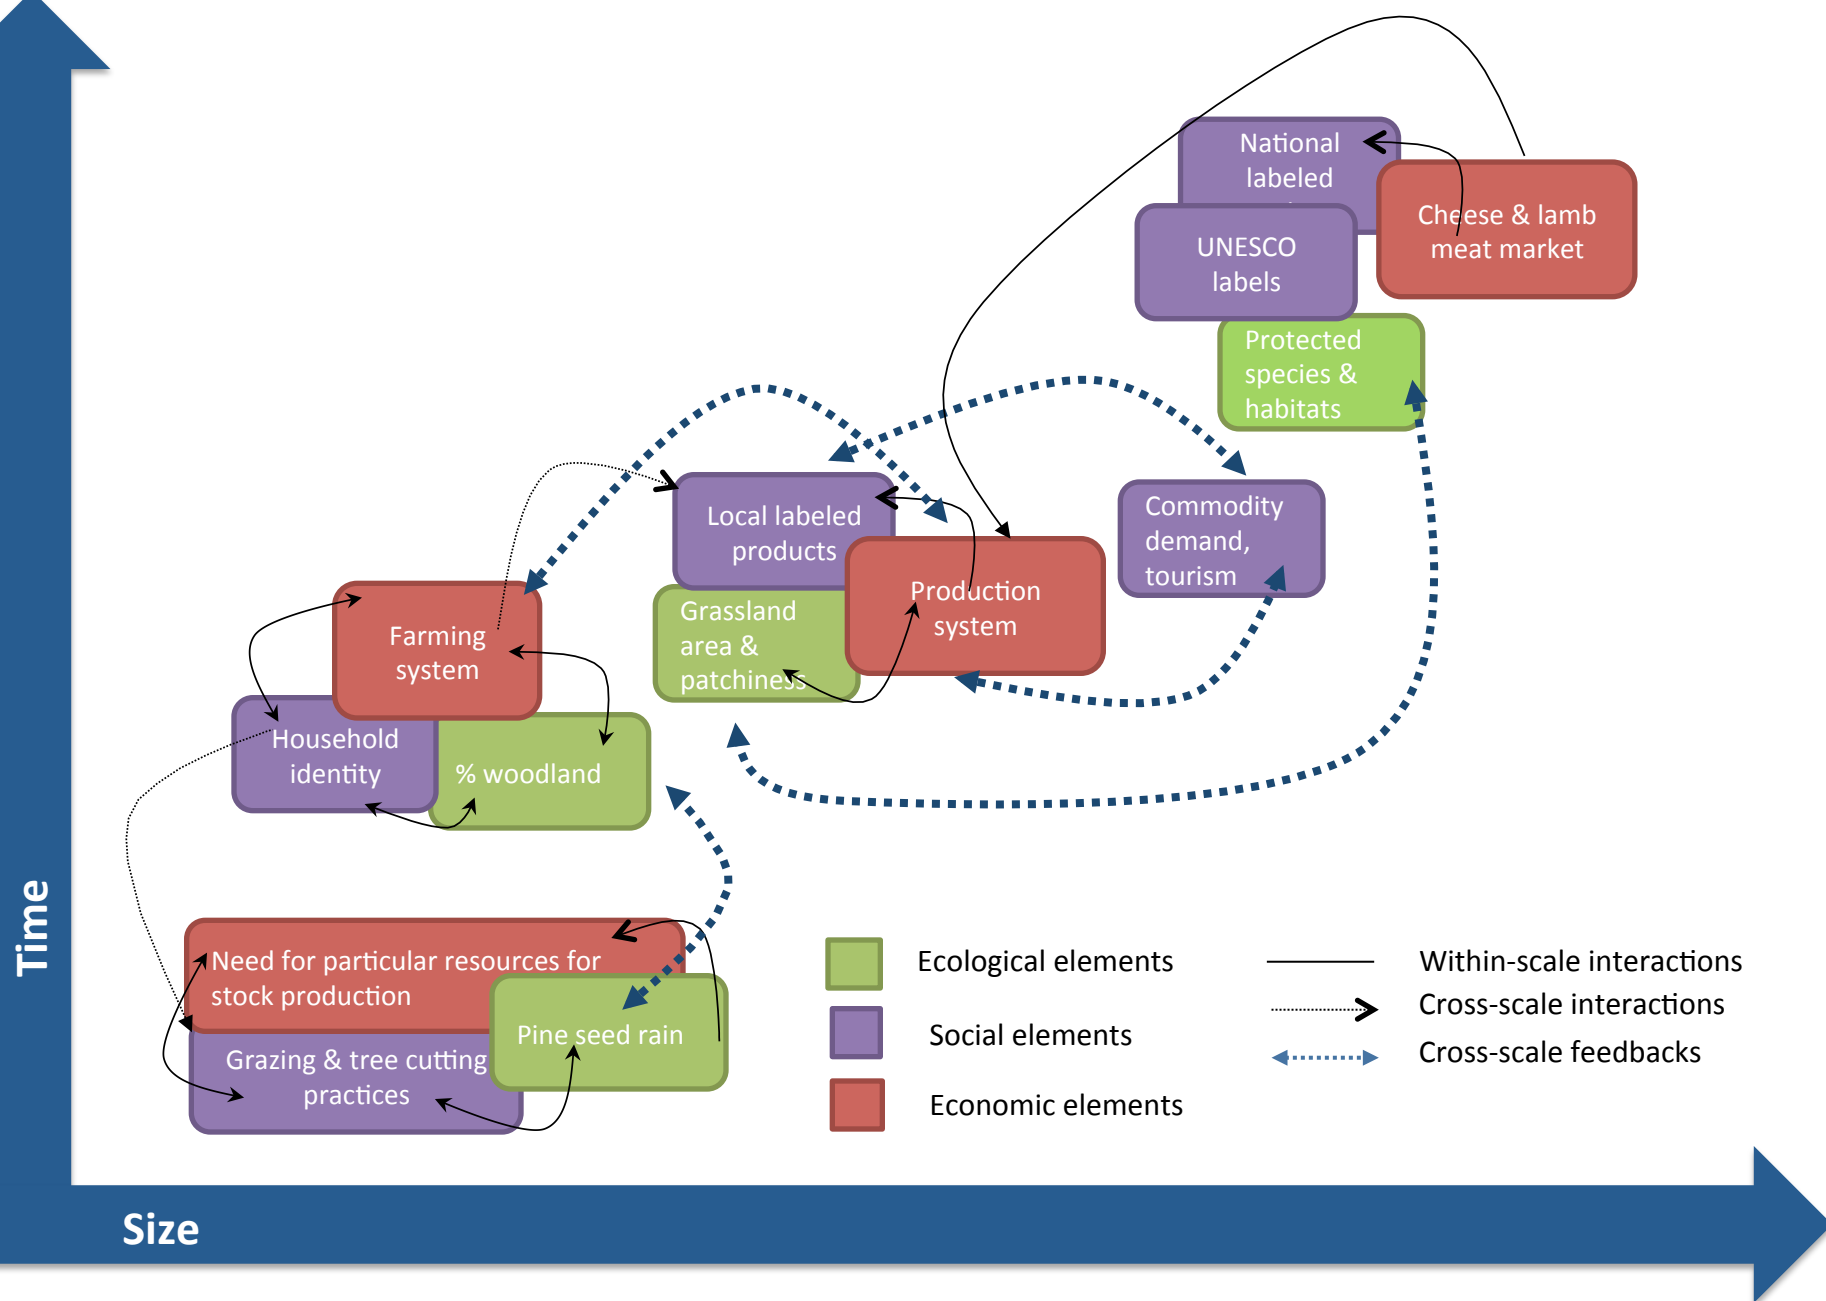 National
labeled
Cheese & lamb
meat market
UNESCO
labels
Protected
species &
habitats
Local labeled
products
Commodity
demand,
tourism
Production
system
Grassland
area &
patchiness
Farming
system
Household
identity
% woodland
Need for particular resources for
stock production
Pine seed rain
Grazing & tree cutting
practices
Ecological elements
Social elements
Economic elements
Within-scale interactions
Cross-scale interactions
Cross-scale feedbacks
Time
Size